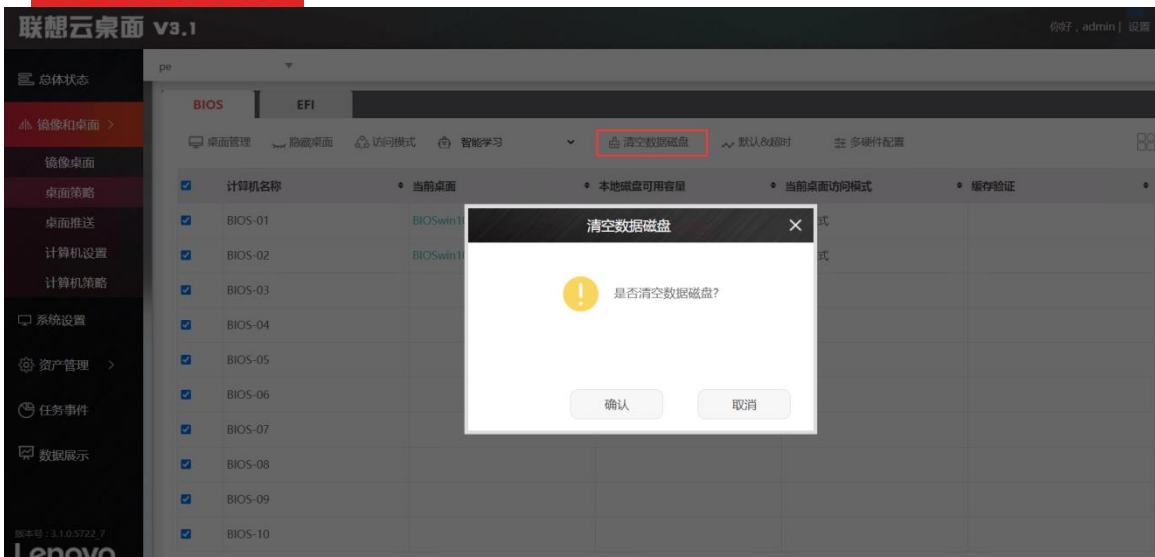 联想云桌面 V3.1
你好，admin | 设置
总体状态
镜像和桌面 >
镜像桌面
桌面策略
桌面推送
计算机设置
计算机策略
系统设置
资产管理 >
任务事件
数据展示
版本号：3.1.0.5722_7
Lenovo
pe
BIOS EFI
桌面管理 隐藏桌面 访问模式 智能学习 清空数据磁盘 默认&超时 多硬件配置
计算机名称 当前桌面 本地磁盘可用容量 当前桌面访问模式 缓存验证
BIOS-01 BIOSwin1 式
BIOS-02 BIOSwin1 式
BIOS-03
BIOS-04
BIOS-05
BIOS-06
BIOS-07
BIOS-08
BIOS-09
BIOS-10
清空数据磁盘
是否清空数据磁盘?
确认 取消